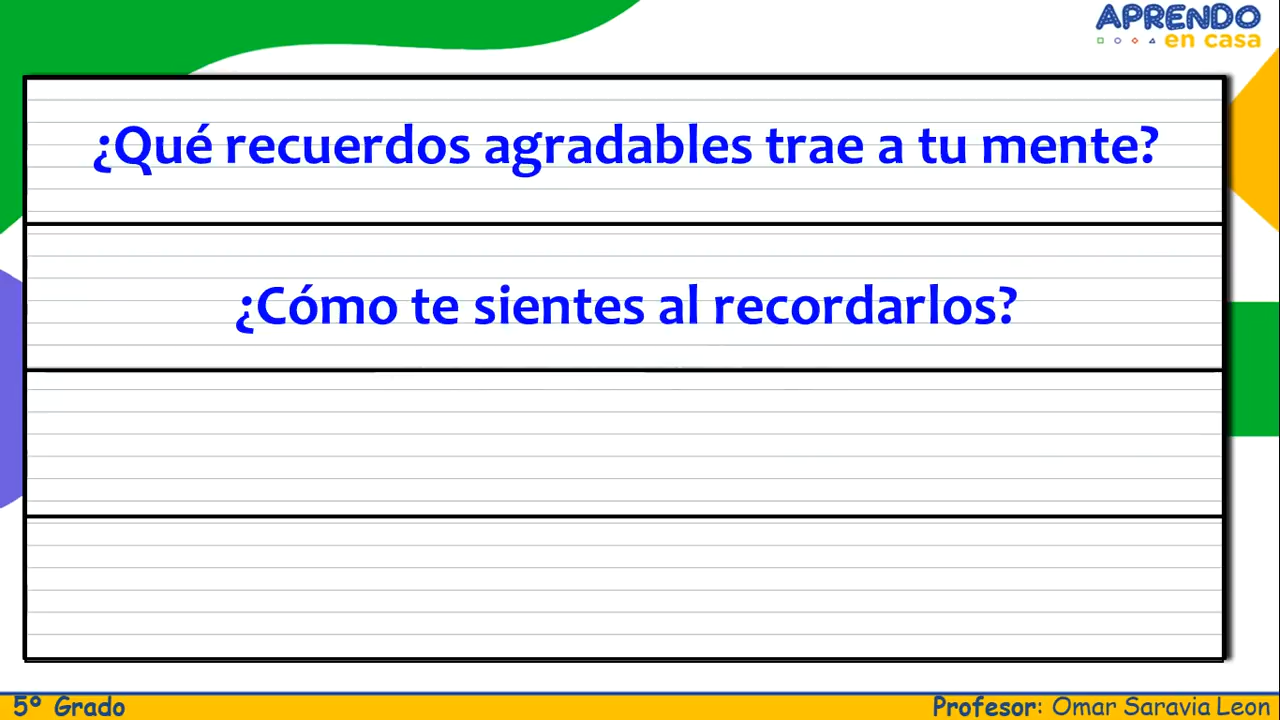 APRENDO
en casa
¿Qué recuerdos agradables trae a tu mente?
¿Cómo te sientes al recordarlos?
5º Grado
Profesor: Omar Saravia Leon